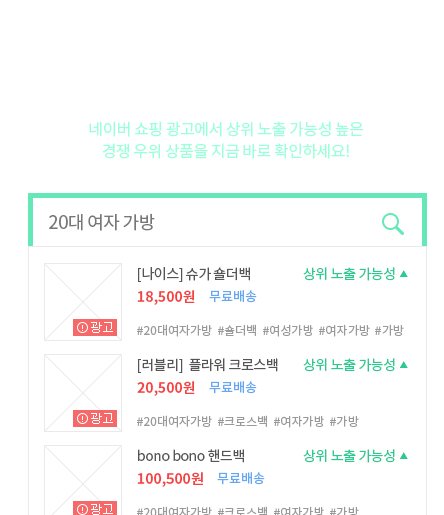 네이버 쇼핑 광고에서 상위 노출 가능성 높은
경쟁 우위 상품을 지금 바로 확인하세요!
20대 여자 가방
[나이스] 슈가 숄더백 상위 노출 가능성 ▲
18,500원 무료배송
광고
#20대여자가방 #숄더백 #여성가방 #여자가방 #가방
[러블리] 플라워 크로스백 상위 노출 가능성 ▲
20,500원 무료배송
광고
#20대여자가방 #크로스백 #여자가방 #가방
bono bono 핸드백 상위 노출 가능성 ▲
100,500원 무료배송
광고
#20대여자가방 #크로스백 #여자가방 #가방